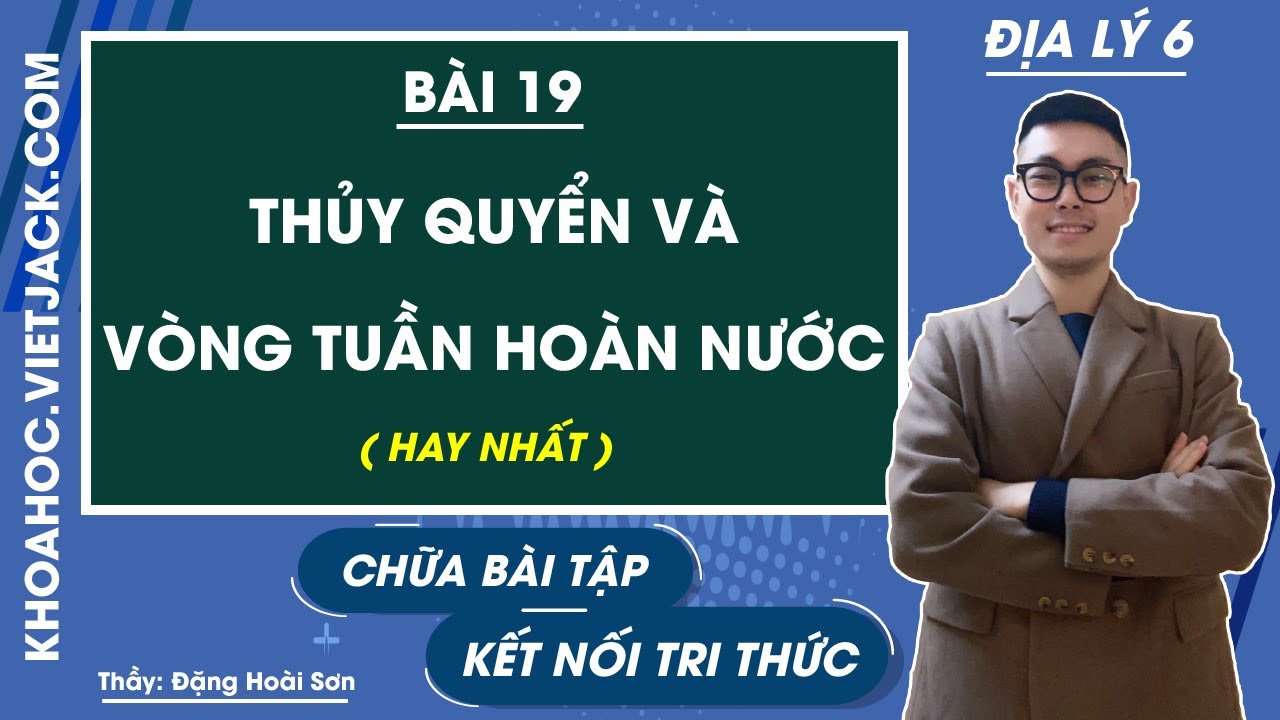 KHOAHOC.VIETJACK.COM
ĐỊA LÝ 6
BÀI 19
THỦY QUYỂN VÀ
VÒNG TUẦN HOÀN NƯỚC
( HAY NHẤT )
CHỮA BÀI TẬP
KẾT NỐI TRI THỨC
Thầy: Đặng Hoài Sơn